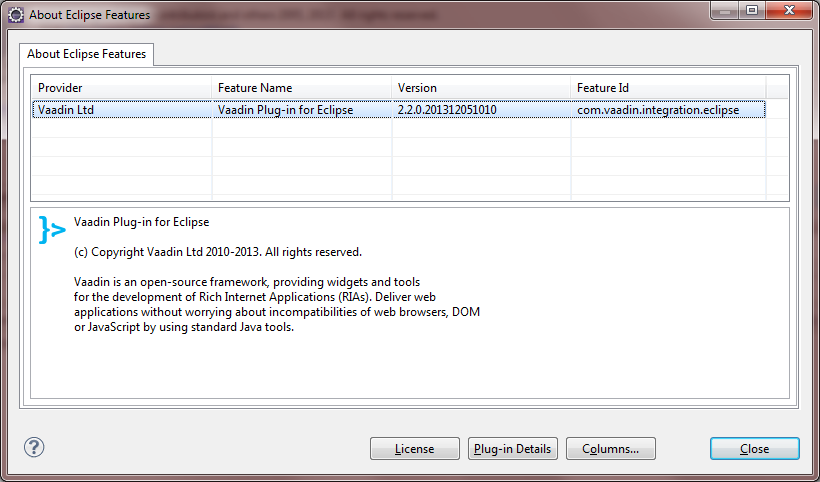 About Eclipse Features
About Eclipse Features
Provider Feature Name Version Feature Id
Vaadin Ltd Vaadin Plug-in for Eclipse 2.2.0.201312051010 com.vaadin.integration.eclipse
Vaadin Plug-in for Eclipse
(c) Copyright Vaadin Ltd 2010-2013. All rights reserved.
Vaadin is an open-source framework, providing widgets and tools
for the development of Rich Internet Applications (RIAs). Deliver web
applications without worrying about incompatibilities of web browsers, DOM
or JavaScript by using standard Java tools.
? License Plug-in Details Columns... Close